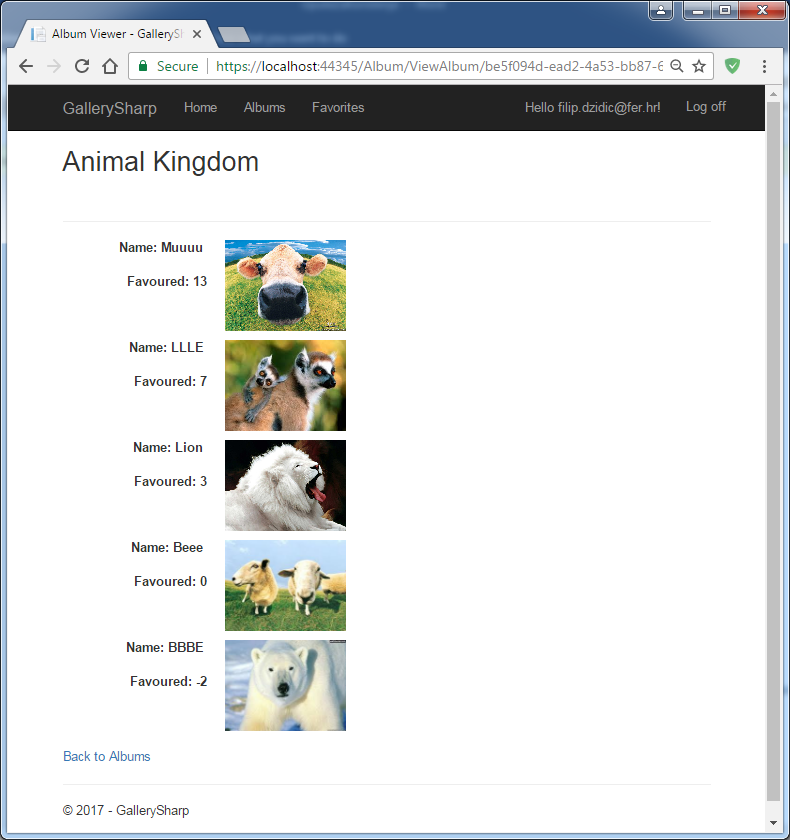 Album Viewer - GalleryS
Secure https://localhost:44345/Album/ViewAlbum/be5f094d-ead2-4a53-bb87-6
GallerySharp Home Albums Favorites Hello filip.dzidic@fer.hr! Log off
Animal Kingdom
Name: Muuuu
Favoured: 13
Name: LLLE
Favoured: 7
Name: Lion
Favoured: 3
Name: Beee
Favoured: 0
Name: BBBE
Favoured: -2
Back to Albums
© 2017 - GallerySharp